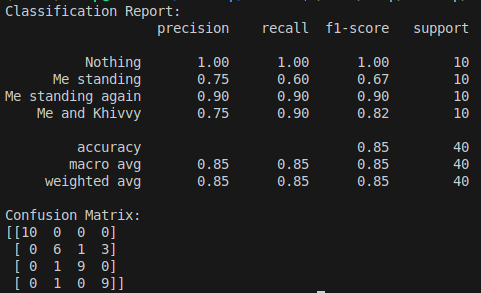 Classification Report:
precision recall f1-score support
Nothing 1.00 1.00 1.00 10
Me standing 0.75 0.60 0.67 10
Me standing again 0.90 0.90 0.90 10
Me and Khivvy 0.75 0.90 0.82 10
accuracy 0.85 40
macro avg 0.85 0.85 0.85 40
weighted avg 0.85 0.85 0.85 40
Confusion Matrix:
[[10 0 0 0]
[ 0 6 1 3]
[ 0 1 9 0]
[ 0 1 0 9]]